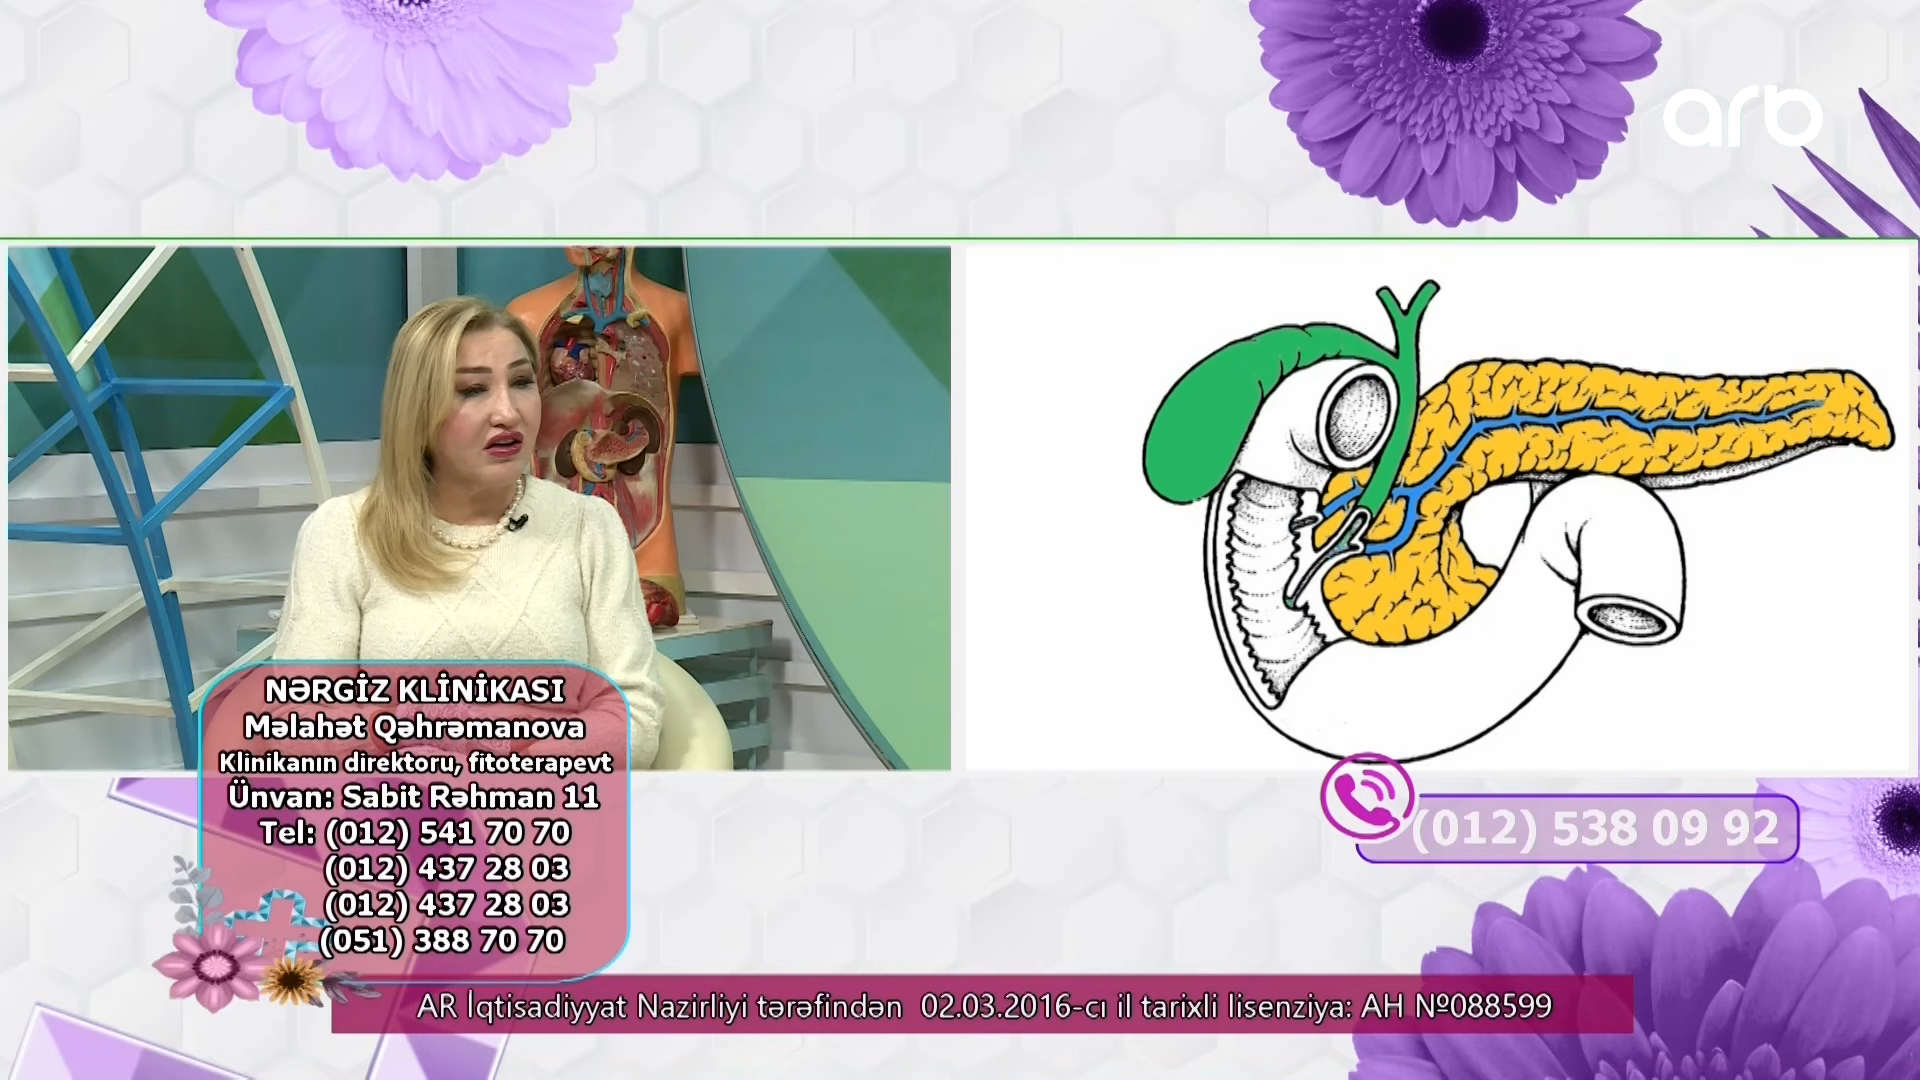 arb
NƏRGİZ KLİNİKASI
Məlahət Qəhrəmanova
Klinikanın direktoru, fitoterapevt
Ünvan: Sabit Rəhman 11
Tel: (012) 541 70 70
(012) 437 28 03
(012) 437 28 03
(051) 388 70 70
(012) 538 09 92
AR İqtisadiyyat Nazirliyi tərəfindən 02.03.2016-cı il tarixli lisenziya: AH №088599